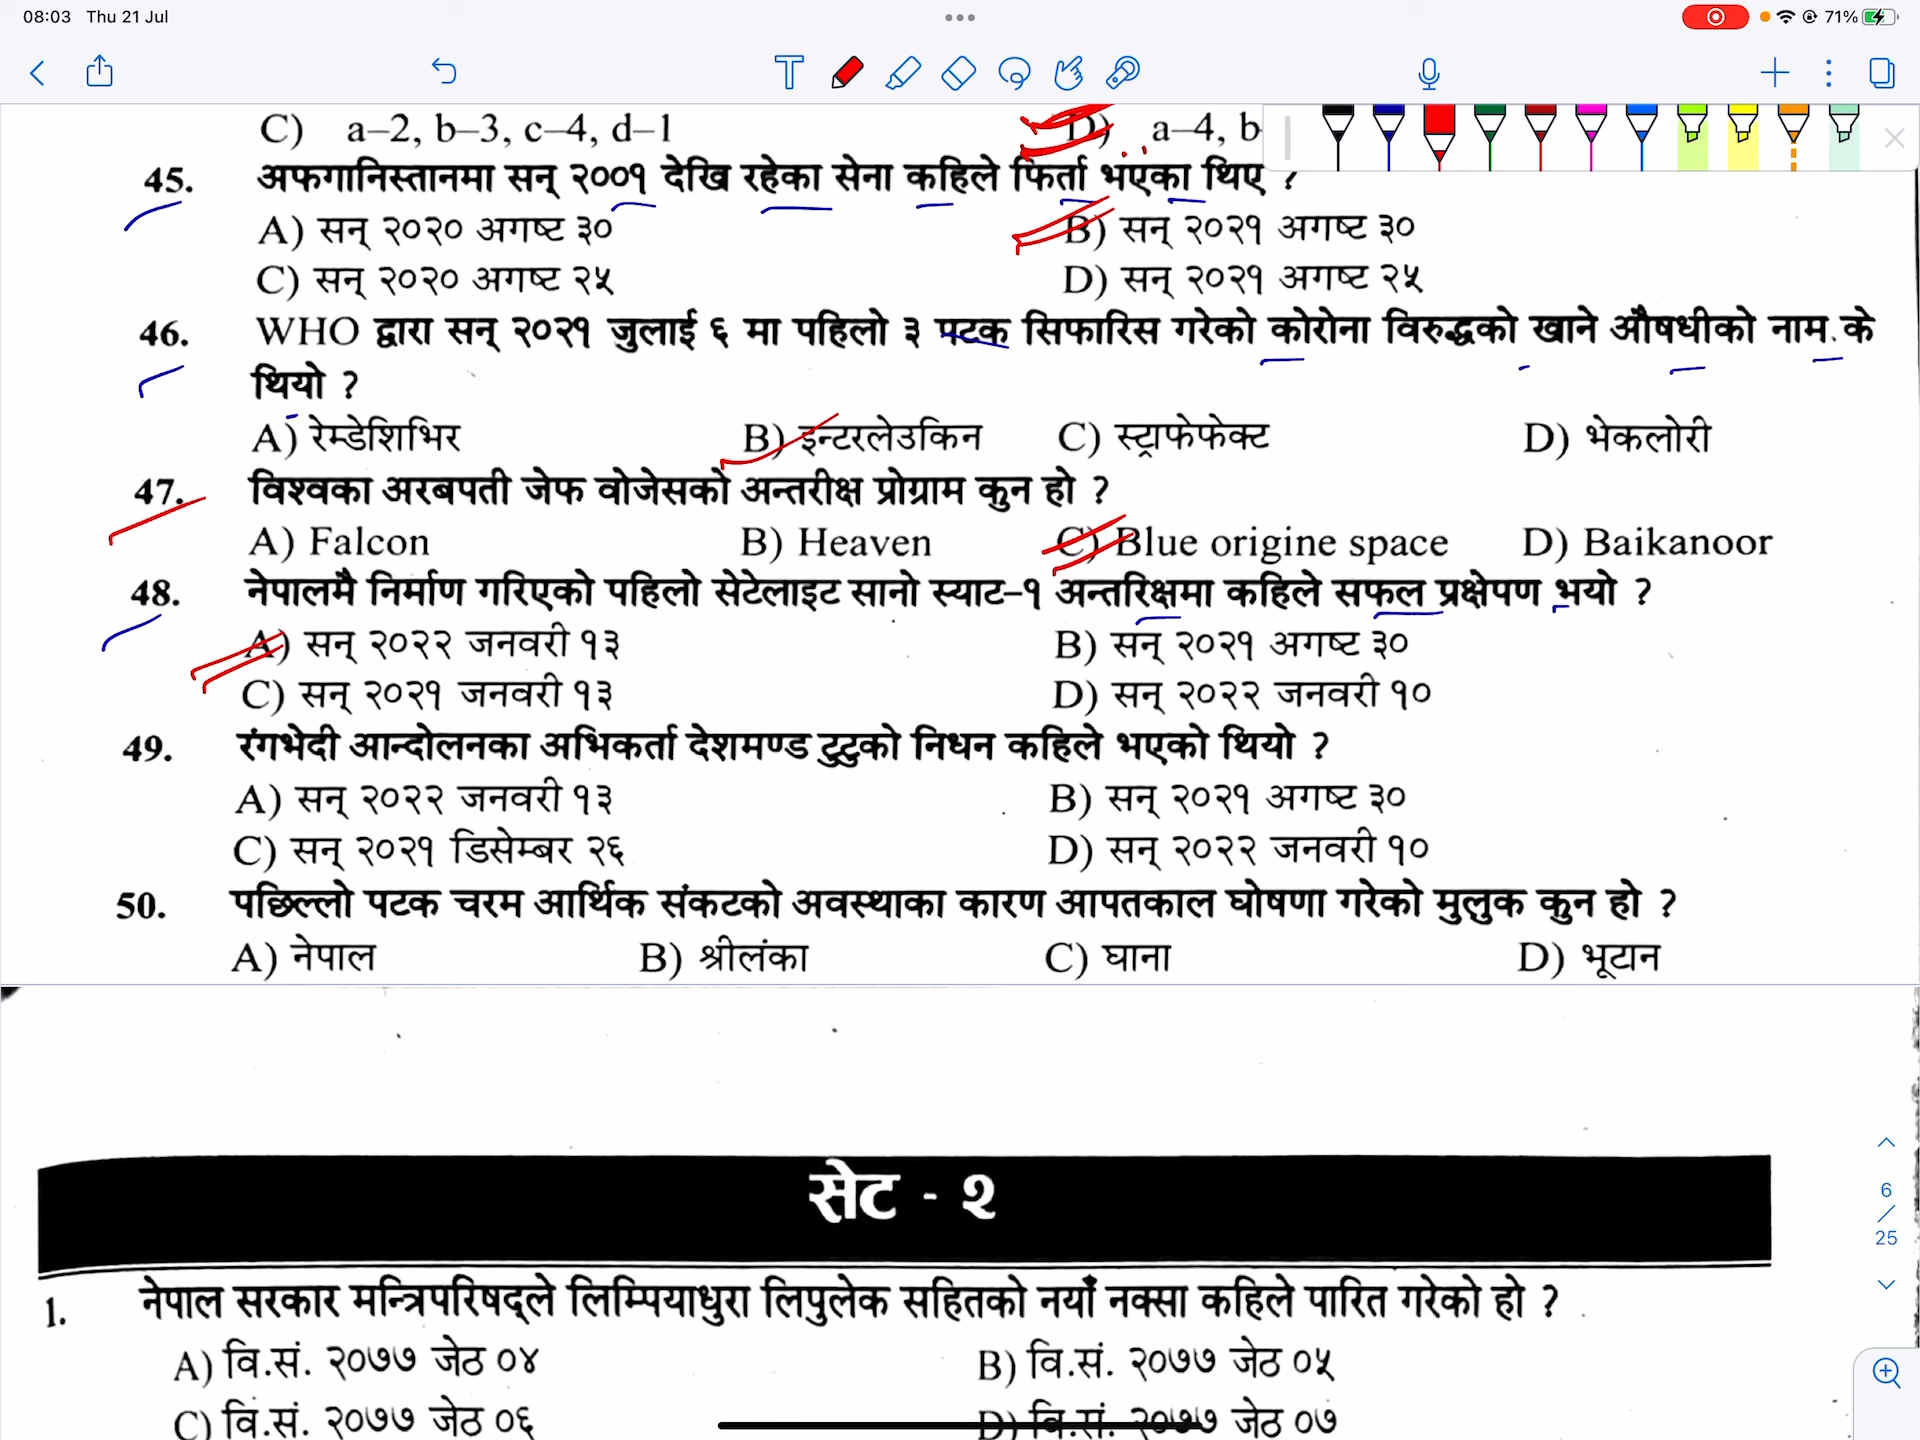 08:03 Thu 21 Jul
71%
C) a–2, b–3, c–4, d–1 D) a–4, b
45. अफगानिस्तानमा सन् २००१ देखि रहेका सेना कहिले फिर्ता भएका थिए ?
A) सन् २०२० अगष्ट ३० B) सन् २०२१ अगष्ट ३०
C) सन् २०२० अगष्ट २५ D) सन् २०२१ अगष्ट २५
46. WHO द्वारा सन् २०२१ जुलाई ६ मा पहिलो ३ पटक सिफारिस गरेको कोरोना विरुद्धको खाने औषधीको नाम के
थियो ?
A) रेम्डेशिभिर B) इन्टरलेउकिन C) स्ट्राफेफेक्ट D) भेकलोरी
47. विश्वका अरबपती जेफ वोजेसको अन्तरीक्ष प्रोग्राम कुन हो ?
A) Falcon B) Heaven C) Blue origine space D) Baikanoor
48. नेपालमै निर्माण गरिएको पहिलो सेटेलाइट सानो स्याट–१ अन्तरिक्षमा कहिले सफल प्रक्षेपण भयो ?
A) सन् २०२२ जनवरी १३ B) सन् २०२१ अगष्ट ३०
C) सन् २०२१ जनवरी १३ D) सन् २०२२ जनवरी १०
49. रंगभेदी आन्दोलनका अभिकर्ता देशमण्ड टुटुको निधन कहिले भएको थियो ?
A) सन् २०२२ जनवरी १३ B) सन् २०२१ अगष्ट ३०
C) सन् २०२१ डिसेम्बर २६ D) सन् २०२२ जनवरी १०
50. पछिल्लो पटक चरम आर्थिक संकटको अवस्थाका कारण आपतकाल घोषणा गरेको मुलुक कुन हो ?
A) नेपाल B) श्रीलंका C) घाना D) भूटान
सेट - २
6
/
25
1. नेपाल सरकार मन्त्रिपरिषद्ले लिम्पियाधुरा लिपुलेक सहितको नयाँ नक्सा कहिले पारित गरेको हो ?
A) वि.सं. २०७७ जेठ ०४ B) वि.सं. २०७७ जेठ ०५
C) वि.सं. २०७७ जेठ ०६ D) वि.सं. २०७७ जेठ ०७